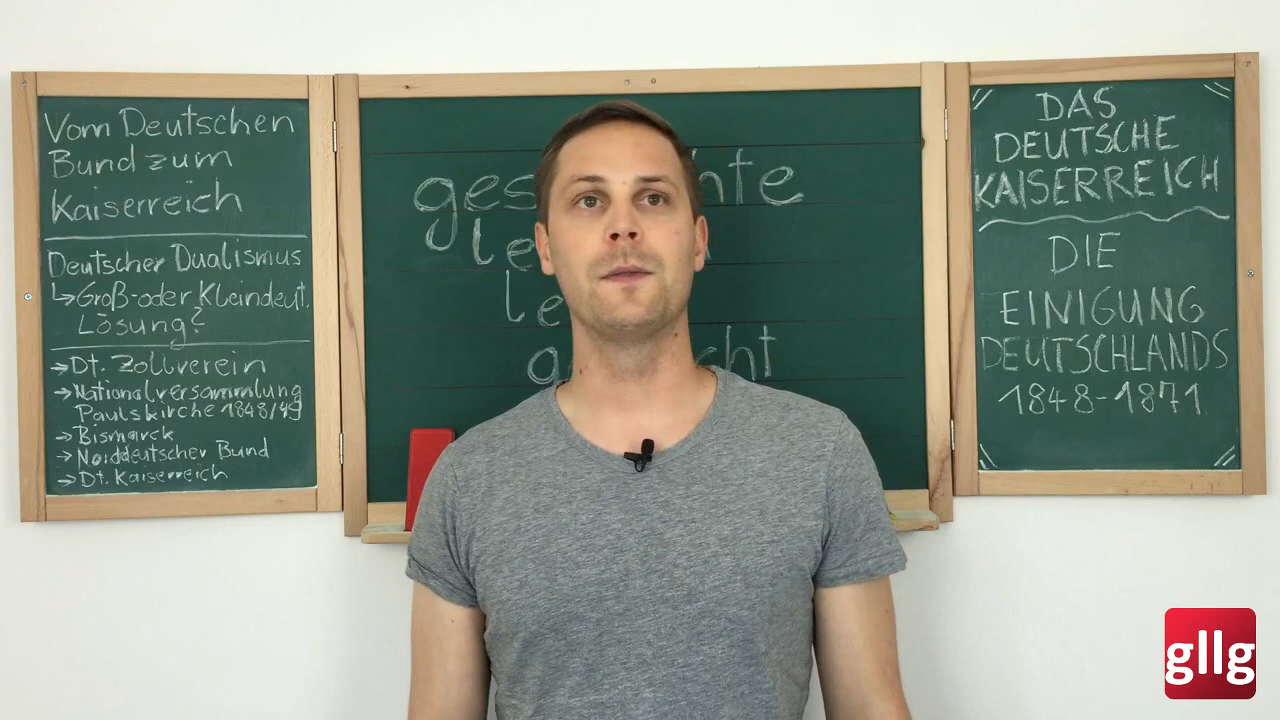 Vom Deutschen
Bund zum
Kaiserreich
Deutscher Dualismus
↳Groß- oder Kleindeut.
Lösung?
→Dt. Zollverein
→Nationalversammlung
Paulskirche 1848/49
→Bismarck
→Norddeutscher Bund
→Dt. Kaiserreich
DAS
DEUTSCHE
KAISERREICH
DIE
EINIGUNG
DEUTSCHLANDS
1848-1871
gllg